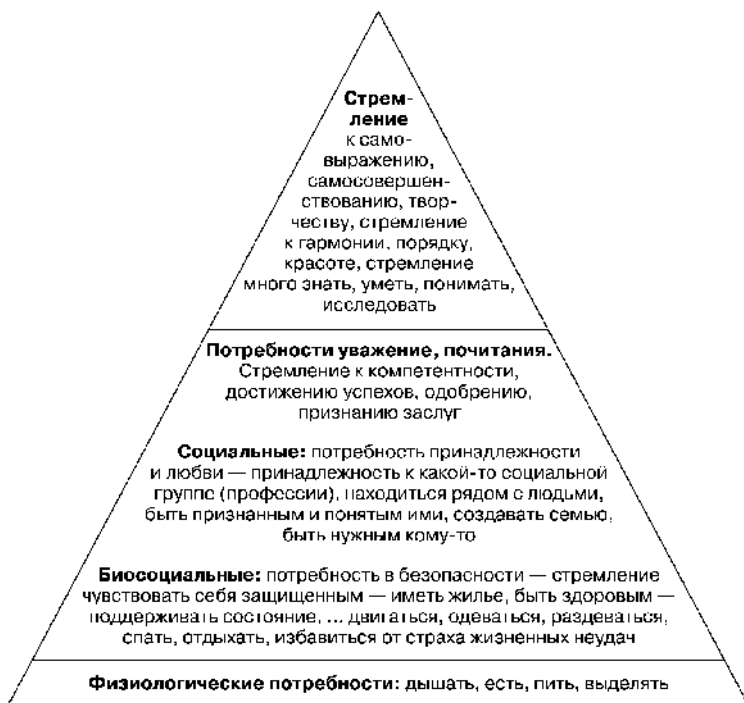 Стрем-
ление
к само-
выражению,
самосовершен-
ствованию, твор-
честву, стремление
к гармонии, порядку,
красоте, стремление
много знать, уметь, понимать,
исследовать
Потребности уважение, почитания.
Стремление к компетентности,
достижению успехов, одобрению,
признанию заслуг
Социальные: потребность принадлежности
и любви — принадлежность к какой-то социальной
группе (профессии), находиться рядом с людьми,
быть признанным и понятым ими, создавать семью,
быть нужным кому-то
Биосоциальные: потребность в безопасности — стремление
чувствовать себя защищенным — иметь жилье, быть здоровым —
поддерживать состояние, ... двигаться, одеваться, раздеваться,
спать, отдыхать, избавиться от страха жизненных неудач
Физиологические потребности: дышать, есть, пить, выделять